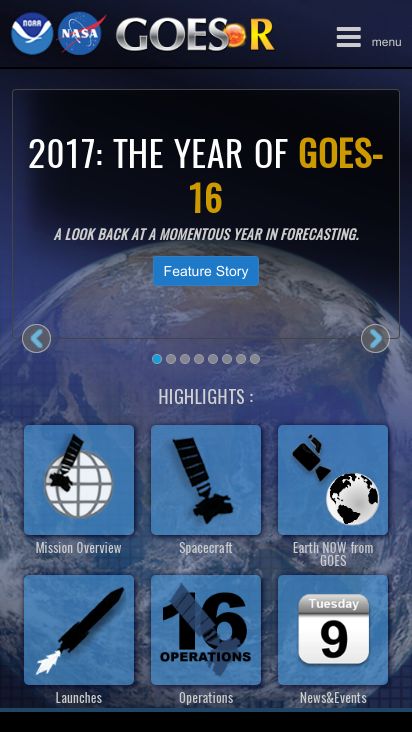 NOAA
NASA
GOES-R
menu
2017: THE YEAR OF GOES-
16
A LOOK BACK AT A MOMENTOUS YEAR IN FORECASTING.
Feature Story
HIGHLIGHTS :
Mission Overview
Spacecraft
Earth NOW from
GOES
16
OPERATIONS
Tuesday
9
Launches
Operations
News&Events